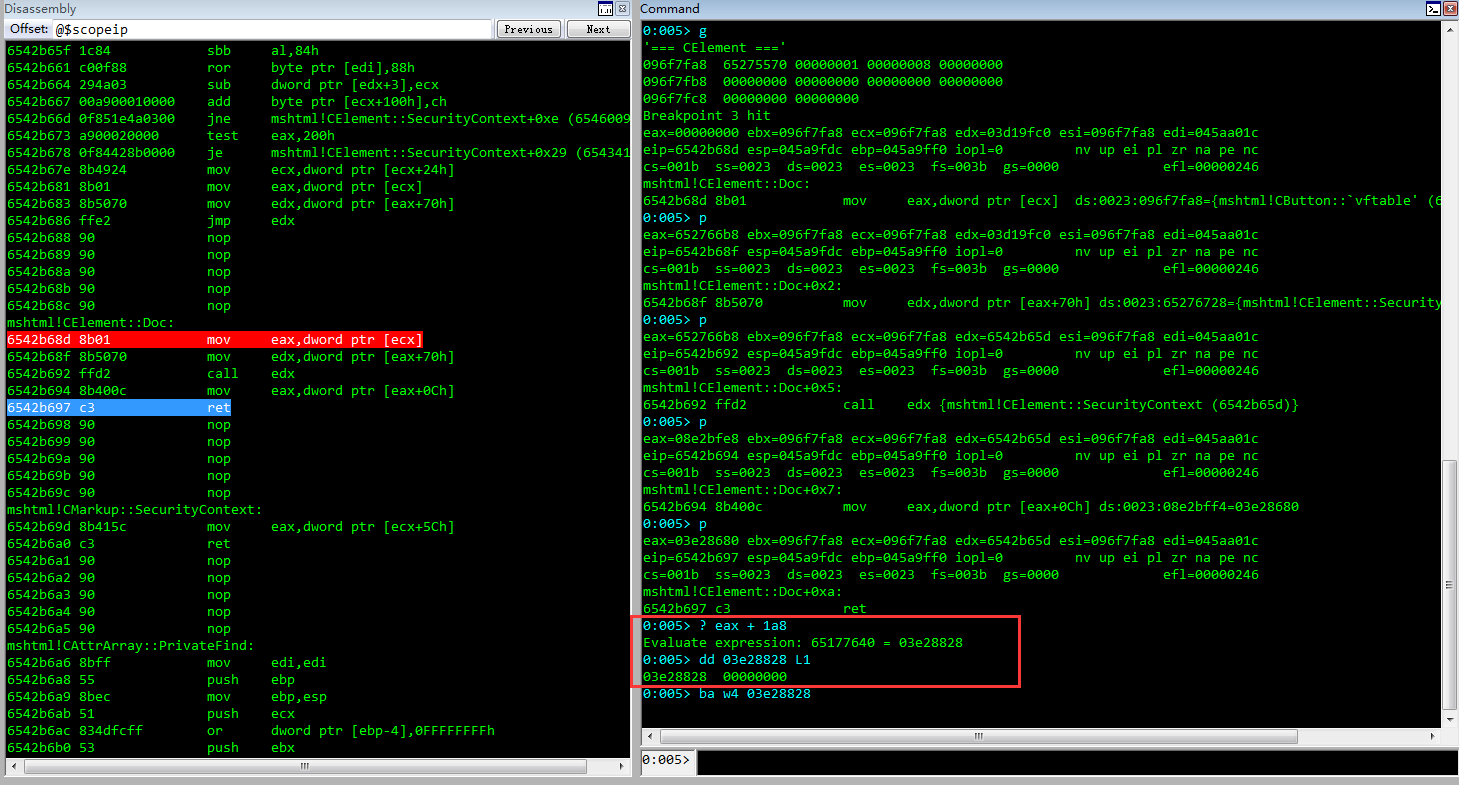 Disassembly
Offset: @$scopeip
Previous
Next
6542b65f 1c84 sbb al,84h
6542b661 c00f88 ror byte ptr [edi],88h
6542b664 294a03 sub dword ptr [edx+3],ecx
6542b667 00a900010000 add byte ptr [ecx+100h],ch
6542b66d 0f851e4a0300 jne mshtml!CElement::SecurityContext+0xe (6546009
6542b673 a900020000 test eax,200h
6542b678 0f84428b0000 je mshtml!CElement::SecurityContext+0x29 (654341
6542b67e 8b4924 mov ecx,dword ptr [ecx+24h]
6542b681 8b01 mov eax,dword ptr [ecx]
6542b683 8b5070 mov edx,dword ptr [eax+70h]
6542b686 ffe2 jmp edx
6542b688 90 nop
6542b689 90 nop
6542b68a 90 nop
6542b68b 90 nop
6542b68c 90 nop
mshtml!CElement::Doc:
6542b68d 8b01 mov eax,dword ptr [ecx]
6542b68f 8b5070 mov edx,dword ptr [eax+70h]
6542b692 ffd2 call edx
6542b694 8b400c mov eax,dword ptr [eax+0Ch]
6542b697 c3 ret
6542b698 90 nop
6542b699 90 nop
6542b69a 90 nop
6542b69b 90 nop
6542b69c 90 nop
mshtml!CMarkup::SecurityContext:
6542b69d 8b415c mov eax,dword ptr [ecx+5Ch]
6542b6a0 c3 ret
6542b6a1 90 nop
6542b6a2 90 nop
6542b6a3 90 nop
6542b6a4 90 nop
6542b6a5 90 nop
mshtml!CAttrArray::PrivateFind:
6542b6a6 8bff mov edi,edi
6542b6a8 55 push ebp
6542b6a9 8bec mov ebp,esp
6542b6ab 51 push ecx
6542b6ac 834dfcff or dword ptr [ebp-4],0FFFFFFFFh
6542b6b0 53 push ebx
Command
0:005> g
'=== CElement ==='
096f7fa8 65275570 00000001 00000008 00000000
096f7fb8 00000000 00000000 00000000 00000000
096f7fc8 00000000 00000000
Breakpoint 3 hit
eax=00000000 ebx=096f7fa8 ecx=096f7fa8 edx=03d19fc0 esi=096f7fa8 edi=045aa01c
eip=6542b68d esp=045a9fdc ebp=045a9ff0 iopl=0 nv up ei pl zr na pe nc
cs=001b ss=0023 ds=0023 es=0023 fs=003b gs=0000 efl=00000246
mshtml!CElement::Doc:
6542b68d 8b01 mov eax,dword ptr [ecx] ds:0023:096f7fa8={mshtml!CButton::`vftable' (6
0:005> p
eax=652766b8 ebx=096f7fa8 ecx=096f7fa8 edx=03d19fc0 esi=096f7fa8 edi=045aa01c
eip=6542b68f esp=045a9fdc ebp=045a9ff0 iopl=0 nv up ei pl zr na pe nc
cs=001b ss=0023 ds=0023 es=0023 fs=003b gs=0000 efl=00000246
mshtml!CElement::Doc+0x2:
6542b68f 8b5070 mov edx,dword ptr [eax+70h] ds:0023:65276728={mshtml!CElement::Security
0:005> p
eax=652766b8 ebx=096f7fa8 ecx=096f7fa8 edx=6542b65d esi=096f7fa8 edi=045aa01c
eip=6542b692 esp=045a9fdc ebp=045a9ff0 iopl=0 nv up ei pl zr na pe nc
cs=001b ss=0023 ds=0023 es=0023 fs=003b gs=0000 efl=00000246
mshtml!CElement::Doc+0x5:
6542b692 ffd2 call edx {mshtml!CElement::SecurityContext (6542b65d)}
0:005> p
eax=08e2bfe8 ebx=096f7fa8 ecx=096f7fa8 edx=6542b65d esi=096f7fa8 edi=045aa01c
eip=6542b694 esp=045a9fdc ebp=045a9ff0 iopl=0 nv up ei pl zr na pe nc
cs=001b ss=0023 ds=0023 es=0023 fs=003b gs=0000 efl=00000246
mshtml!CElement::Doc+0x7:
6542b694 8b400c mov eax,dword ptr [eax+0Ch] ds:0023:08e2bff4=03e28680
0:005> p
eax=03e28680 ebx=096f7fa8 ecx=096f7fa8 edx=6542b65d esi=096f7fa8 edi=045aa01c
eip=6542b697 esp=045a9fdc ebp=045a9ff0 iopl=0 nv up ei pl zr na pe nc
cs=001b ss=0023 ds=0023 es=0023 fs=003b gs=0000 efl=00000246
mshtml!CElement::Doc+0xa:
6542b697 c3 ret
0:005> ? eax + 1a8
Evaluate expression: 65177640 = 03e28828
0:005> dd 03e28828 L1
03e28828 00000000
0:005> ba w4 03e28828
0:005>